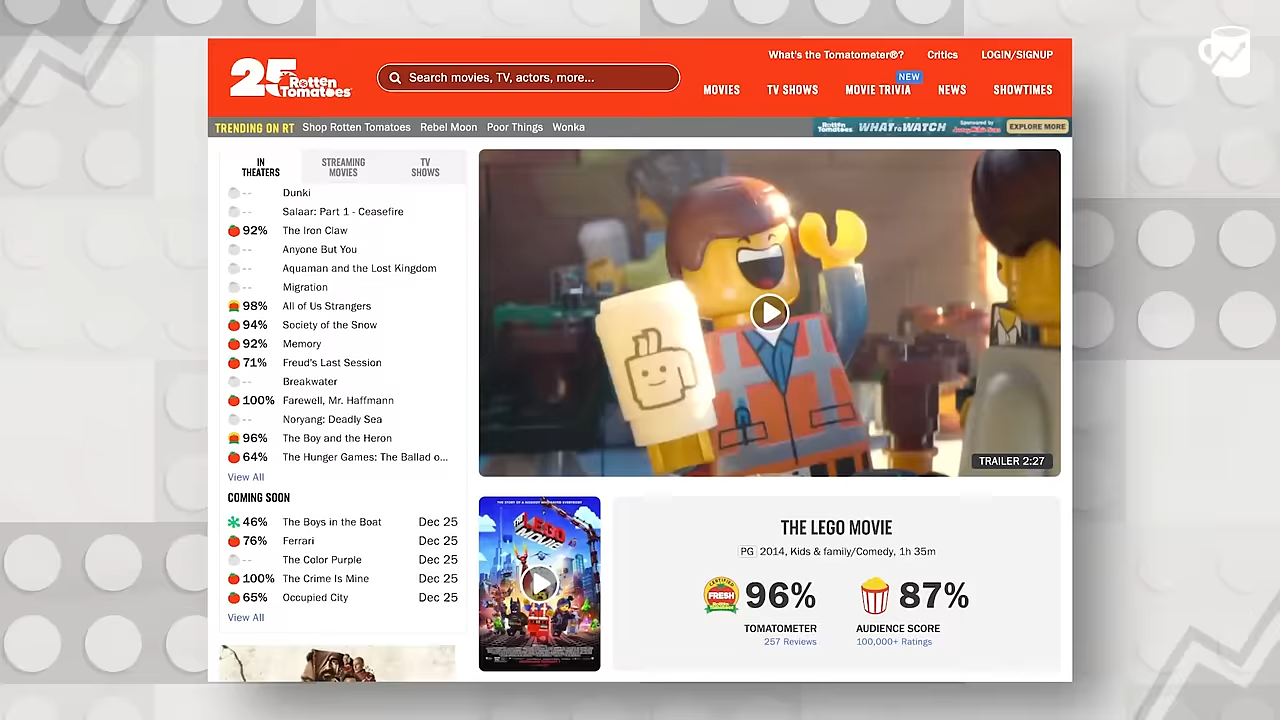 What's the Tomatometer®?
Critics
LOGIN/SIGNUP
25 Rotten Tomatoes
Search movies, TV, actors, more...
NEW
MOVIES
TV SHOWS
MOVIE TRIVIA
NEWS
SHOWTIMES
TRENDING ON RT
Shop Rotten Tomatoes
Rebel Moon
Poor Things
Wonka
Rotten Tomatoes
WHAT to WATCH
Sponsored by
EXPLORE MORE
IN THEATERS
STREAMING MOVIES
TV SHOWS
-- Dunki
-- Salaar: Part 1 - Ceasefire
92% The Iron Claw
-- Anyone But You
-- Aquaman and the Lost Kingdom
-- Migration
98% All of Us Strangers
94% Society of the Snow
92% Memory
71% Freud's Last Session
-- Breakwater
100% Farewell, Mr. Haffmann
-- Noryang: Deadly Sea
96% The Boy and the Heron
64% The Hunger Games: The Ballad o...
View All
COMING SOON
46% The Boys in the Boat Dec 25
76% Ferrari Dec 25
-- The Color Purple Dec 25
100% The Crime Is Mine Dec 25
65% Occupied City Dec 25
View All
TRAILER 2:27
THE LEGO MOVIE
THE LEGO MOVIE
PG 2014, Kids & family/Comedy, 1h 35m
CERTIFIED FRESH
96%
87%
TOMATOMETER
AUDIENCE SCORE
257 Reviews
100,000+ Ratings